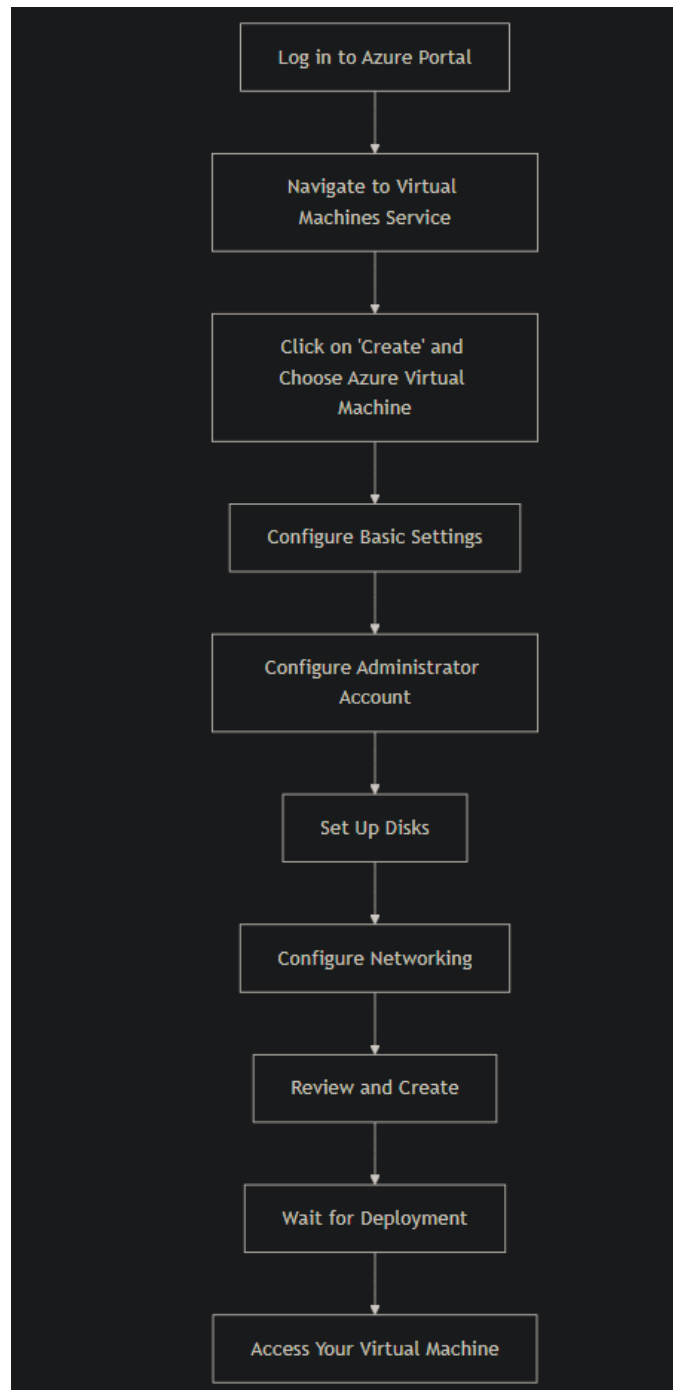 Log in to Azure Portal
Navigate to Virtual
Machines Service
Click on 'Create' and
Choose Azure Virtual
Machine
Configure Basic Settings
Configure Administrator
Account
Set Up Disks
Configure Networking
Review and Create
Wait for Deployment
Access Your Virtual Machine